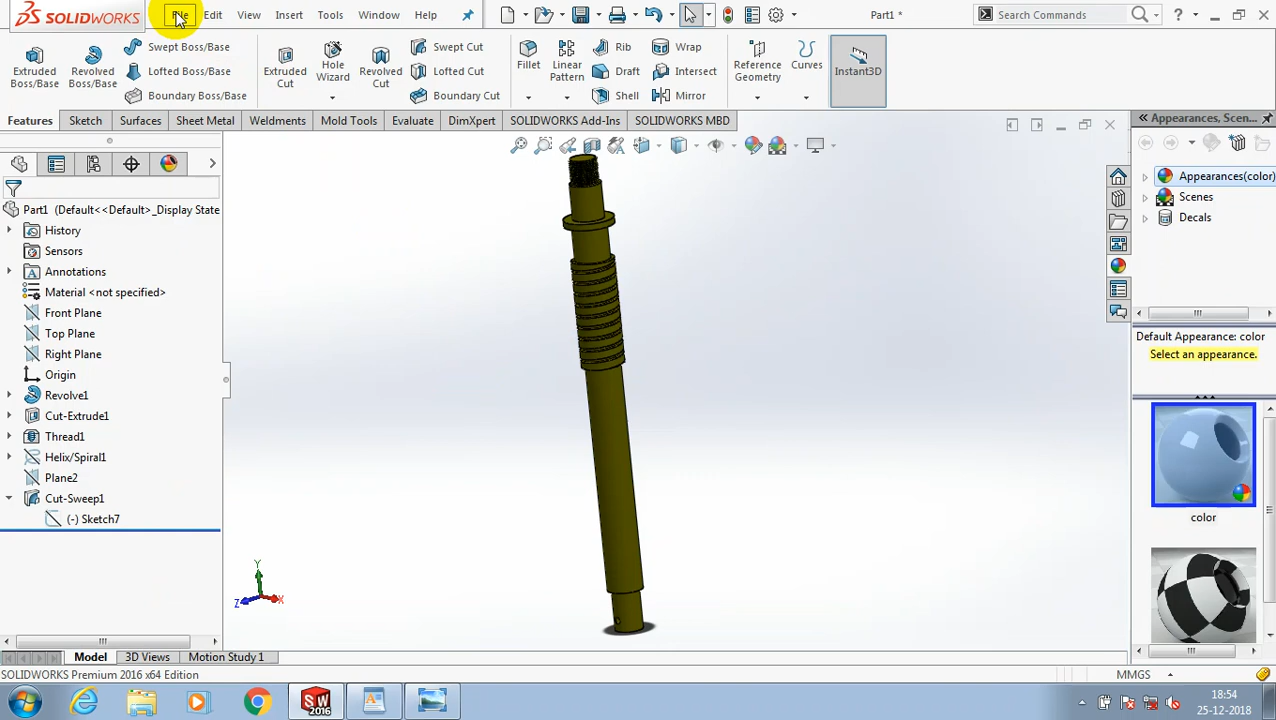 SOLIDWORKS
File
Edit
View
Insert
Tools
Window
Help
Part1 *
Search Commands
?
Extruded Boss/Base
Revolved Boss/Base
Swept Boss/Base
Lofted Boss/Base
Boundary Boss/Base
Extruded Cut
Hole Wizard
Revolved Cut
Swept Cut
Lofted Cut
Boundary Cut
Fillet
Linear Pattern
Rib
Draft
Shell
Wrap
Intersect
Mirror
Reference Geometry
Curves
Instant3D
Features
Sketch
Surfaces
Sheet Metal
Weldments
Mold Tools
Evaluate
DimXpert
SOLIDWORKS Add-Ins
SOLIDWORKS MBD
Part1 (Default<<Default>_Display State
History
Sensors
Annotations
Material <not specified>
Front Plane
Top Plane
Right Plane
Origin
Revolve1
Cut-Extrude1
Thread1
Helix/Spiral1
Plane2
Cut-Sweep1
(-) Sketch7
Y
Z
X
Appearances, Scen...
Appearances(color)
Scenes
Decals
Default Appearance: color
Select an appearance.
color
Model
3D Views
Motion Study 1
SOLIDWORKS Premium 2016 x64 Edition
MMGS
SW
2016
18:54
25-12-2018